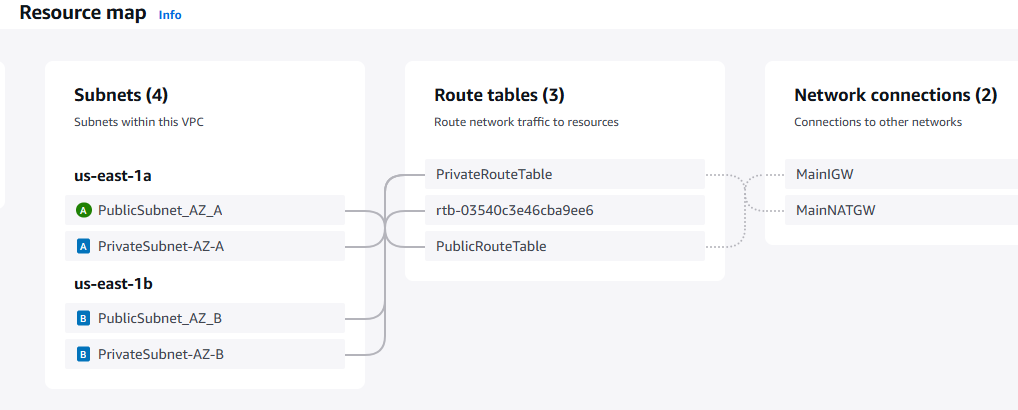 Resource map Info
Subnets (4)
Subnets within this VPC
us-east-1a
A PublicSubnet_AZ_A
A PrivateSubnet-AZ-A
us-east-1b
B PublicSubnet_AZ_B
B PrivateSubnet-AZ-B
Route tables (3)
Route network traffic to resources
PrivateRouteTable
rtb-03540c3e46cba9ee6
PublicRouteTable
Network connections (2)
Connections to other networks
MainIGW
MainNATGW